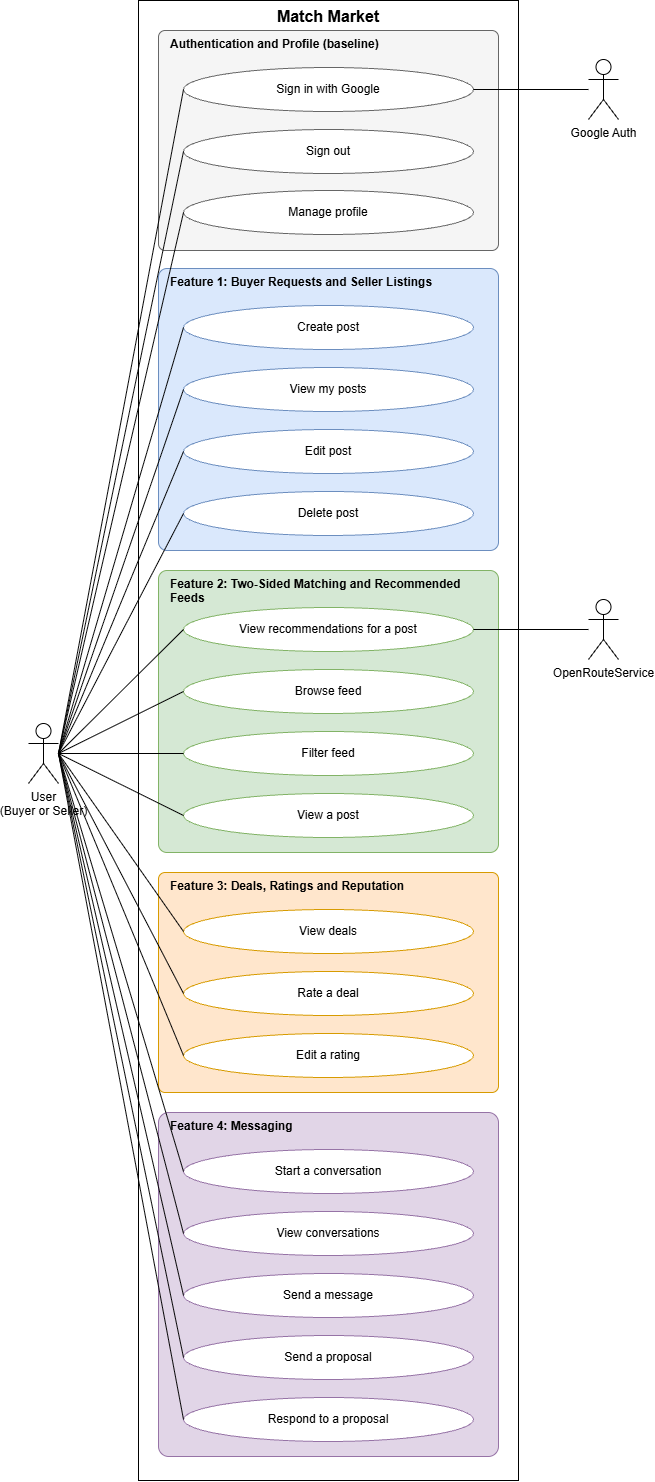 Match Market
Authentication and Profile (baseline)
Sign in with Google
Google Auth
Sign out
Manage profile
Feature 1: Buyer Requests and Seller Listings
Create post
View my posts
Edit post
Delete post
Feature 2: Two-Sided Matching and Recommended
Feeds
View recommendations for a post
OpenRouteService
Browse feed
Filter feed
View a post
User
(Buyer or Seller)
Feature 3: Deals, Ratings and Reputation
View deals
Rate a deal
Edit a rating
Feature 4: Messaging
Start a conversation
View conversations
Send a message
Send a proposal
Respond to a proposal